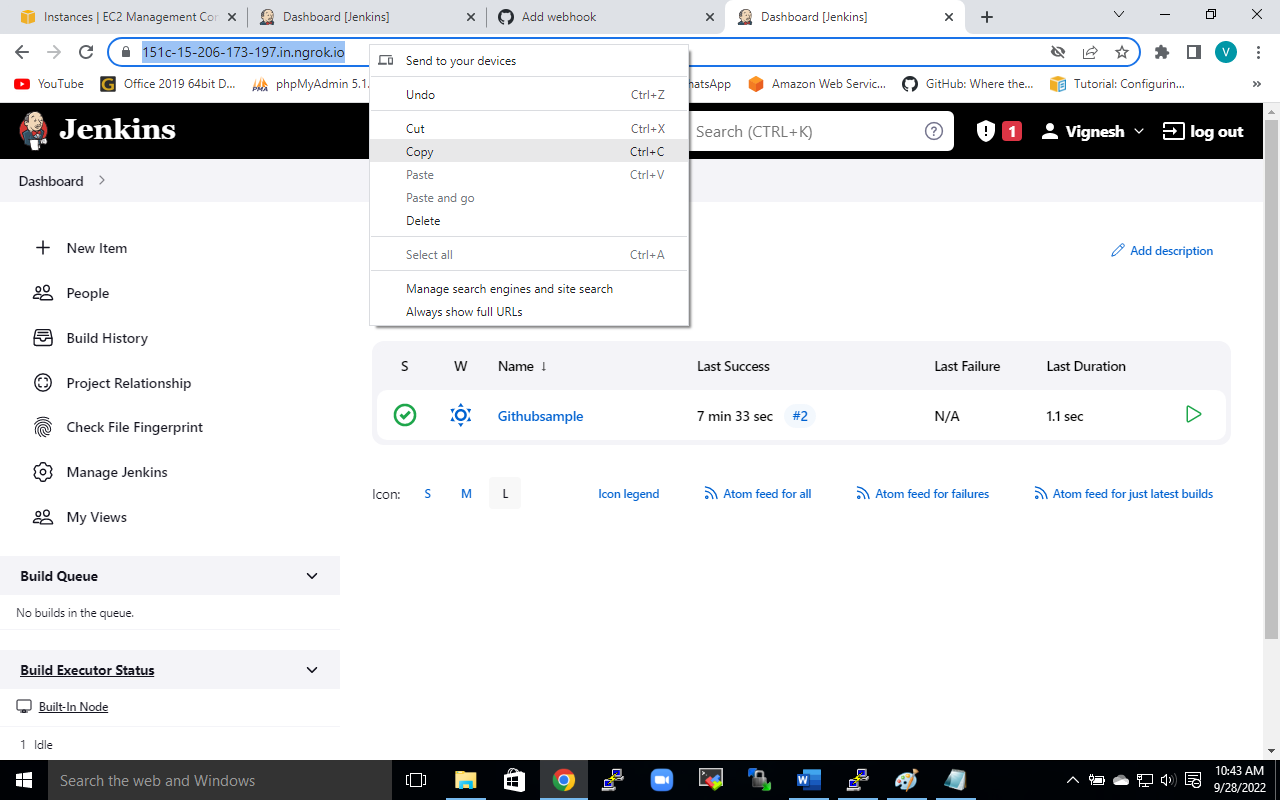 Instances | EC2 Management Con
Dashboard [Jenkins]
Add webhook
Dashboard [Jenkins]
151c-15-206-173-197.in.ngrok.io
V
YouTube
Office 2019 64bit D...
phpMyAdmin 5.1.
hatsApp
Amazon Web Servic...
GitHub: Where the...
Tutorial: Configurin...
»
Send to your devices
Undo Ctrl+Z
Cut Ctrl+X
Copy Ctrl+C
Paste Ctrl+V
Paste and go
Delete
Select all Ctrl+A
Manage search engines and site search
Always show full URLs
Jenkins
Search (CTRL+K)
1
Vignesh
log out
Dashboard
New Item
People
Build History
Project Relationship
Check File Fingerprint
Manage Jenkins
My Views
Build Queue
No builds in the queue.
Build Executor Status
Built-In Node
1 Idle
Add description
S W Name ↓ Last Success Last Failure Last Duration
Githubsample 7 min 33 sec #2 N/A 1.1 sec
Icon: S M L Icon legend Atom feed for all Atom feed for failures Atom feed for just latest builds
Search the web and Windows
10:43 AM
9/28/2022